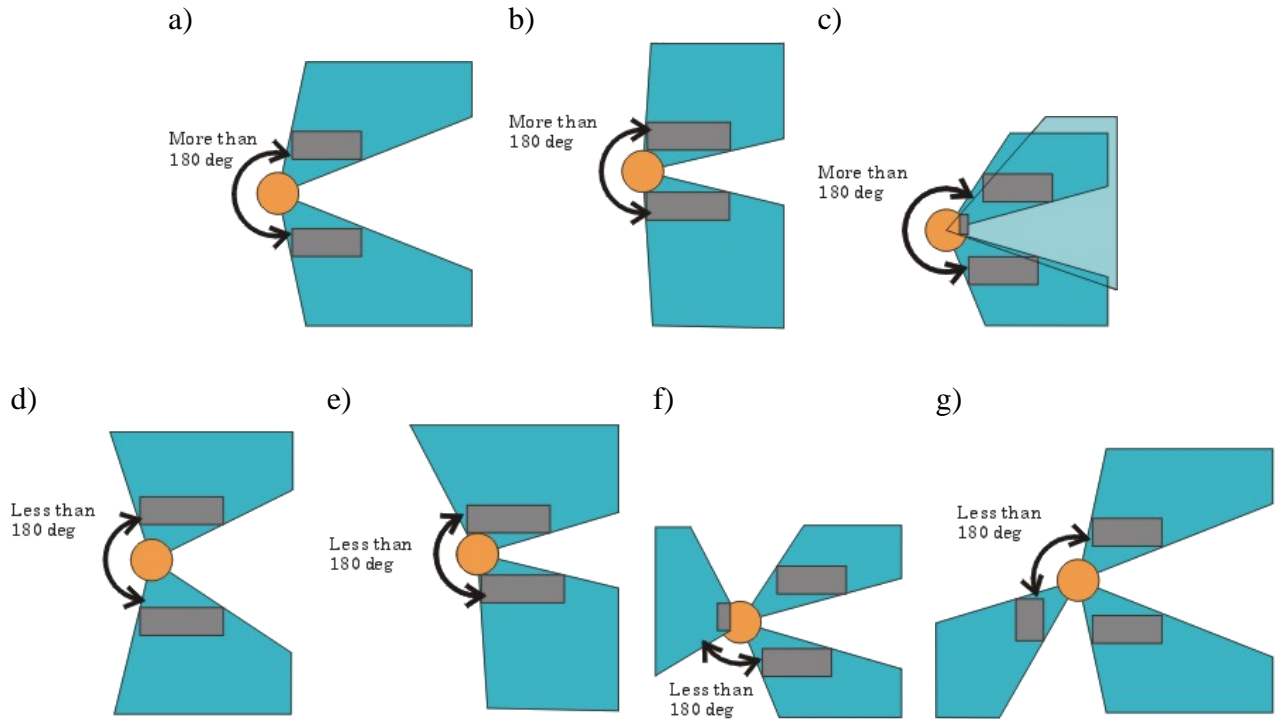 a)
b)
c)
More than
180 deg
More than
180 deg
More than
180 deg
d)
e)
f)
g)
Less than
180 deg
Less than
180 deg
Less than
180 deg
Less than
180 deg